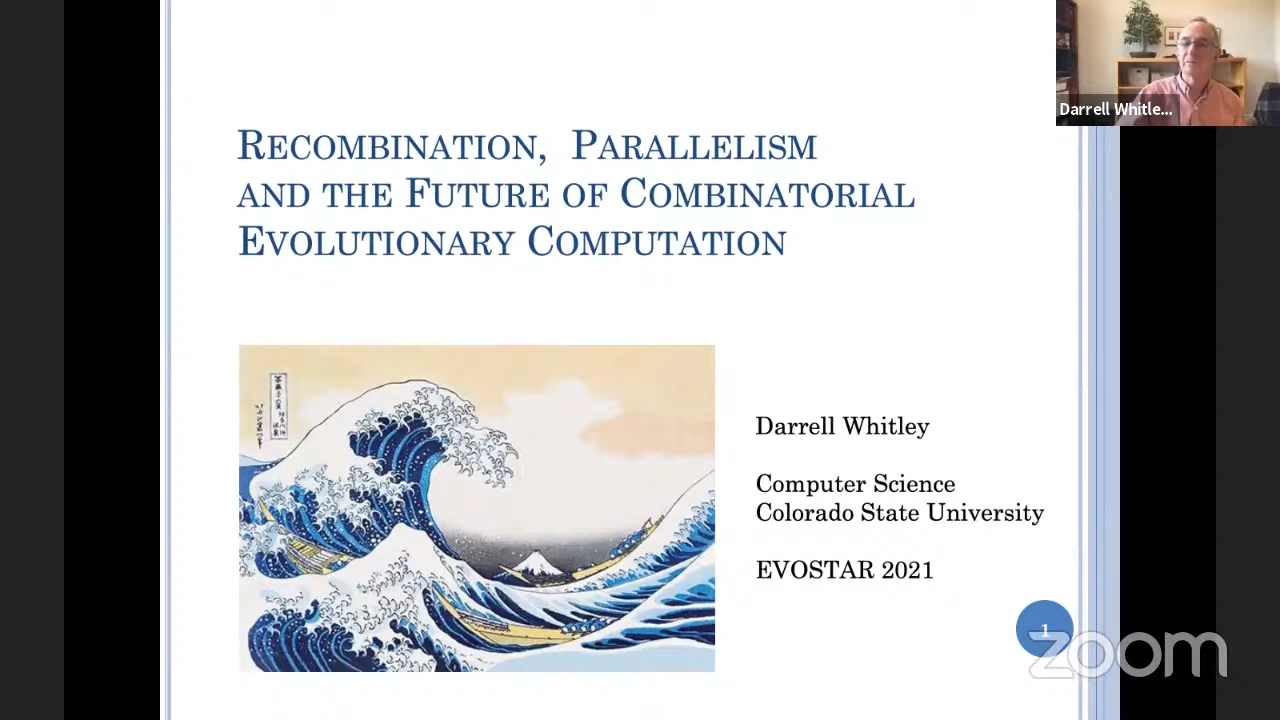 Darrell Whitle...
RECOMBINATION, PARALLELISM
AND THE FUTURE OF COMBINATORIAL
EVOLUTIONARY COMPUTATION
Darrell Whitley
Computer Science
Colorado State University
EVOSTAR 2021
1
zoom